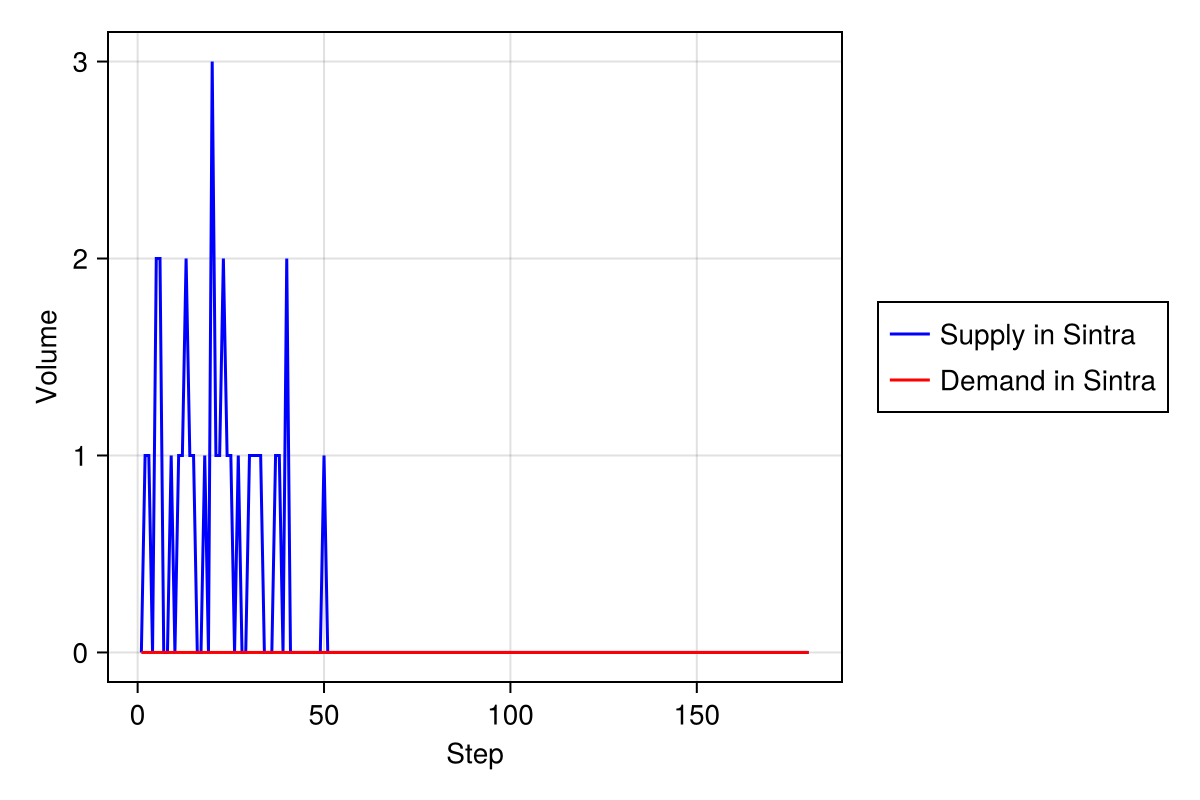 3
2
1
0
Volume
0 50 100 150
Step
Supply in Sintra
Demand in Sintra